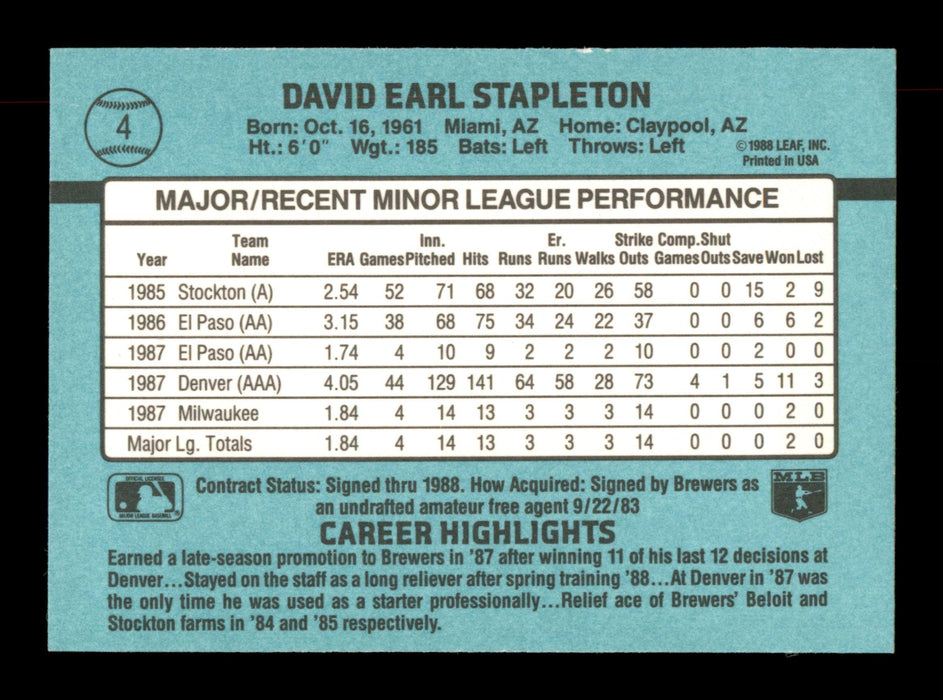 4
DAVID EARL STAPLETON
Born: Oct. 16, 1961 Miami, AZ Home: Claypool, AZ
Ht.: 6'0" Wgt.: 185 Bats: Left Throws: Left
©1988 LEAF, INC.
Printed in USA
MAJOR/RECENT MINOR LEAGUE PERFORMANCE
Team Inn. Er. Strike Comp. Shut
Year Name ERA Games Pitched Hits Runs Runs Walks Outs Games Outs Save Won Lost
1985 Stockton (A) 2.54 52 71 68 32 20 26 58 0 0 15 2 9
1986 El Paso (AA) 3.15 38 68 75 34 24 22 37 0 0 6 6 2
1987 El Paso (AA) 1.74 4 10 9 2 2 2 10 0 0 2 0 0
1987 Denver (AAA) 4.05 44 129 141 64 58 28 73 4 1 5 11 3
1987 Milwaukee 1.84 4 14 13 3 3 3 14 0 0 0 2 0
Major Lg. Totals 1.84 4 14 13 3 3 3 14 0 0 0 2 0
OFFICIAL LICENSEE
MAJOR LEAGUE BASEBALL
Contract Status: Signed thru 1988. How Acquired: Signed by Brewers as
an undrafted amateur free agent 9/22/83
MLB
CAREER HIGHLIGHTS
Earned a late-season promotion to Brewers in '87 after winning 11 of his last 12 decisions at
Denver...Stayed on the staff as a long reliever after spring training '88...At Denver in '87 was
the only time he was used as a starter professionally...Relief ace of Brewers' Beloit and
Stockton farms in '84 and '85 respectively.